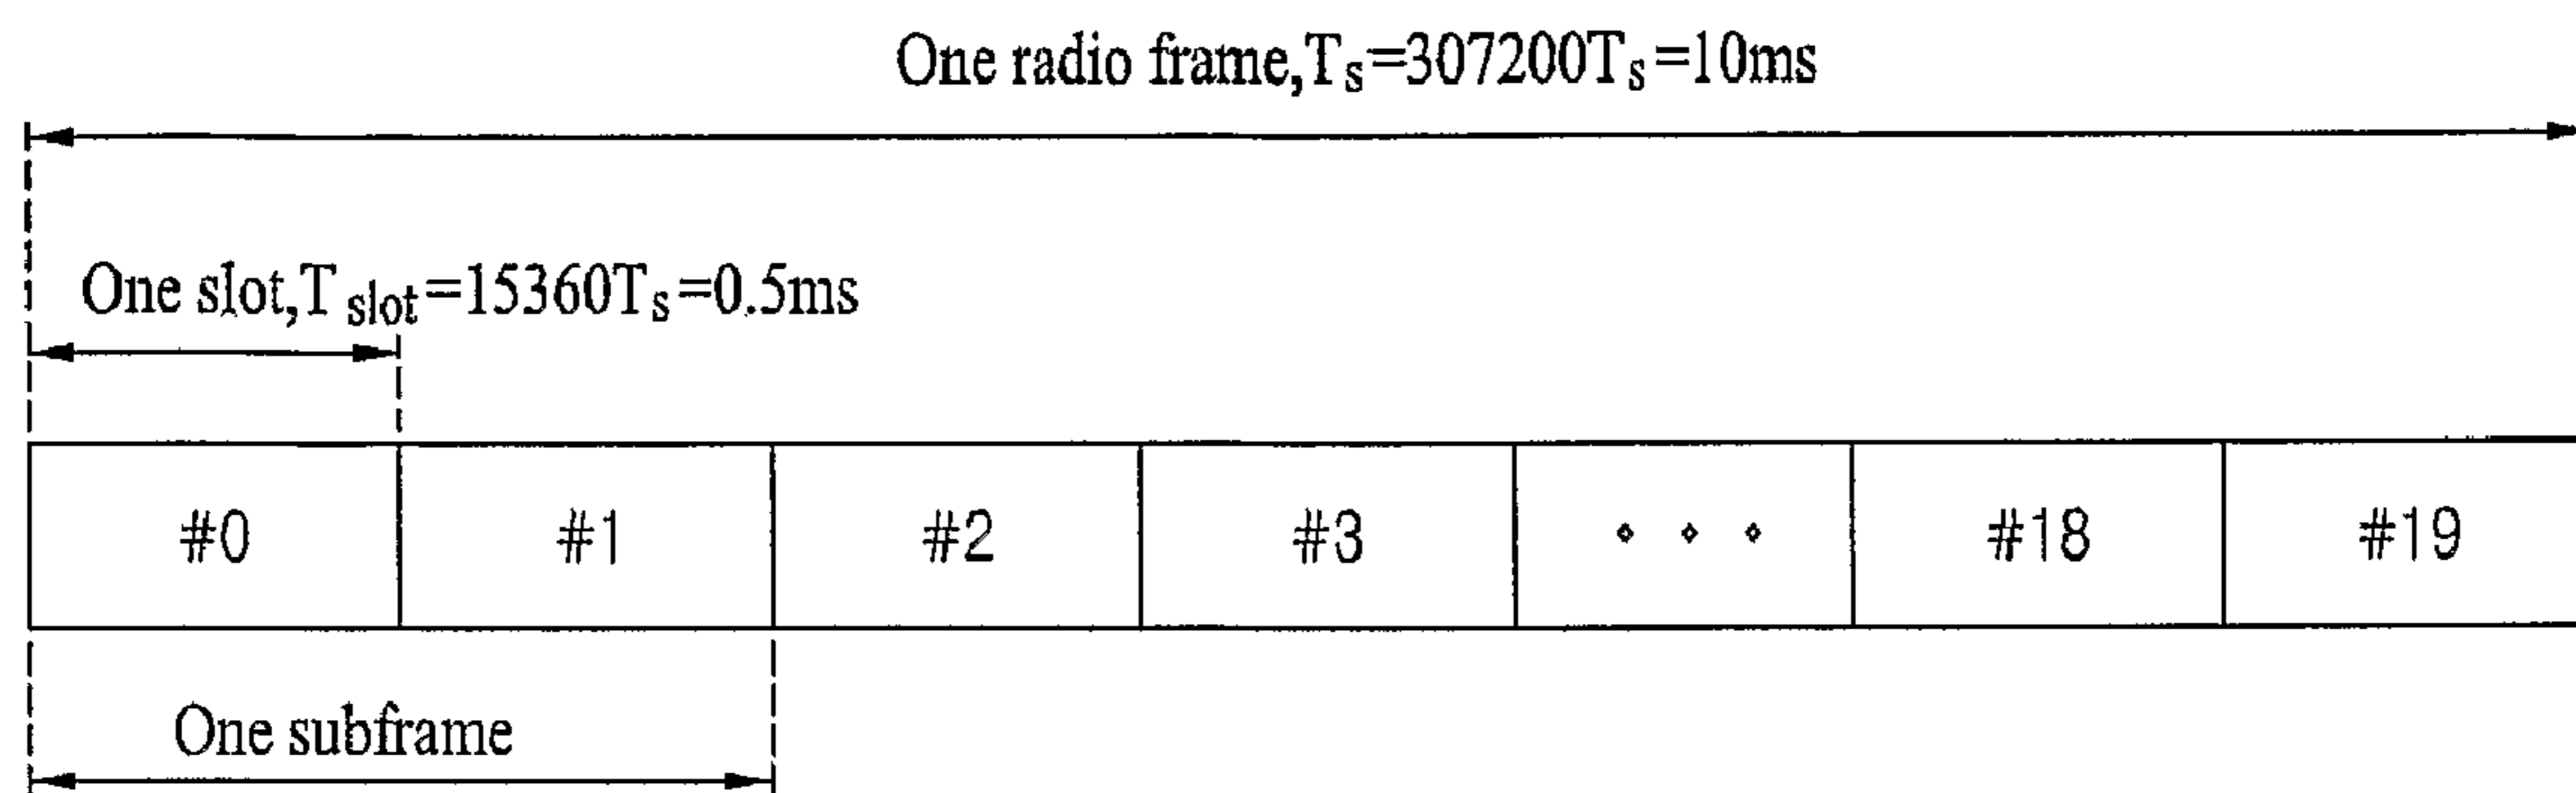 One radio frame,Ts=307200Ts=10ms
One slot,Tslot=15360Ts=0.5ms
#0 #1 #2 #3 • • • #18 #19
One subframe